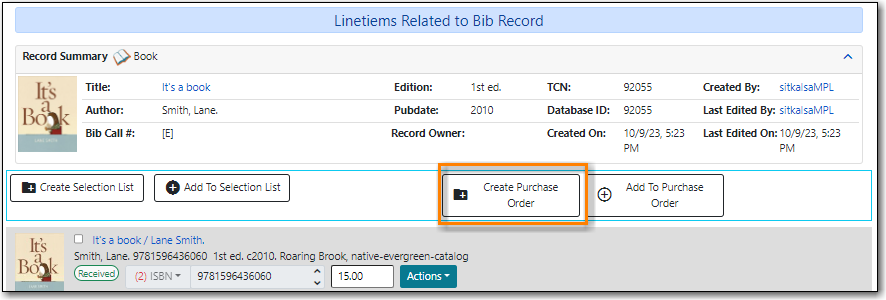 Linetiems Related to Bib Record
Record Summary Book
It's a Book
Title: It's a book Edition: 1st ed. TCN: 92055 Created By: sitkalsaMPL
Author: Smith, Lane. Pubdate: 2010 Database ID: 92055 Last Edited By: sitkalsaMPL
Bib Call #: [E] Record Owner: Created On: 10/9/23, 5:23 PM Last Edited On: 10/9/23, 5:23 PM
Create Selection List Add To Selection List Create Purchase Order Add To Purchase Order
It's a Book
It's a book / Lane Smith.
Smith, Lane. 9781596436060 1st ed. c2010. Roaring Brook, native-evergreen-catalog
Received (2) ISBN 9781596436060 15.00 Actions